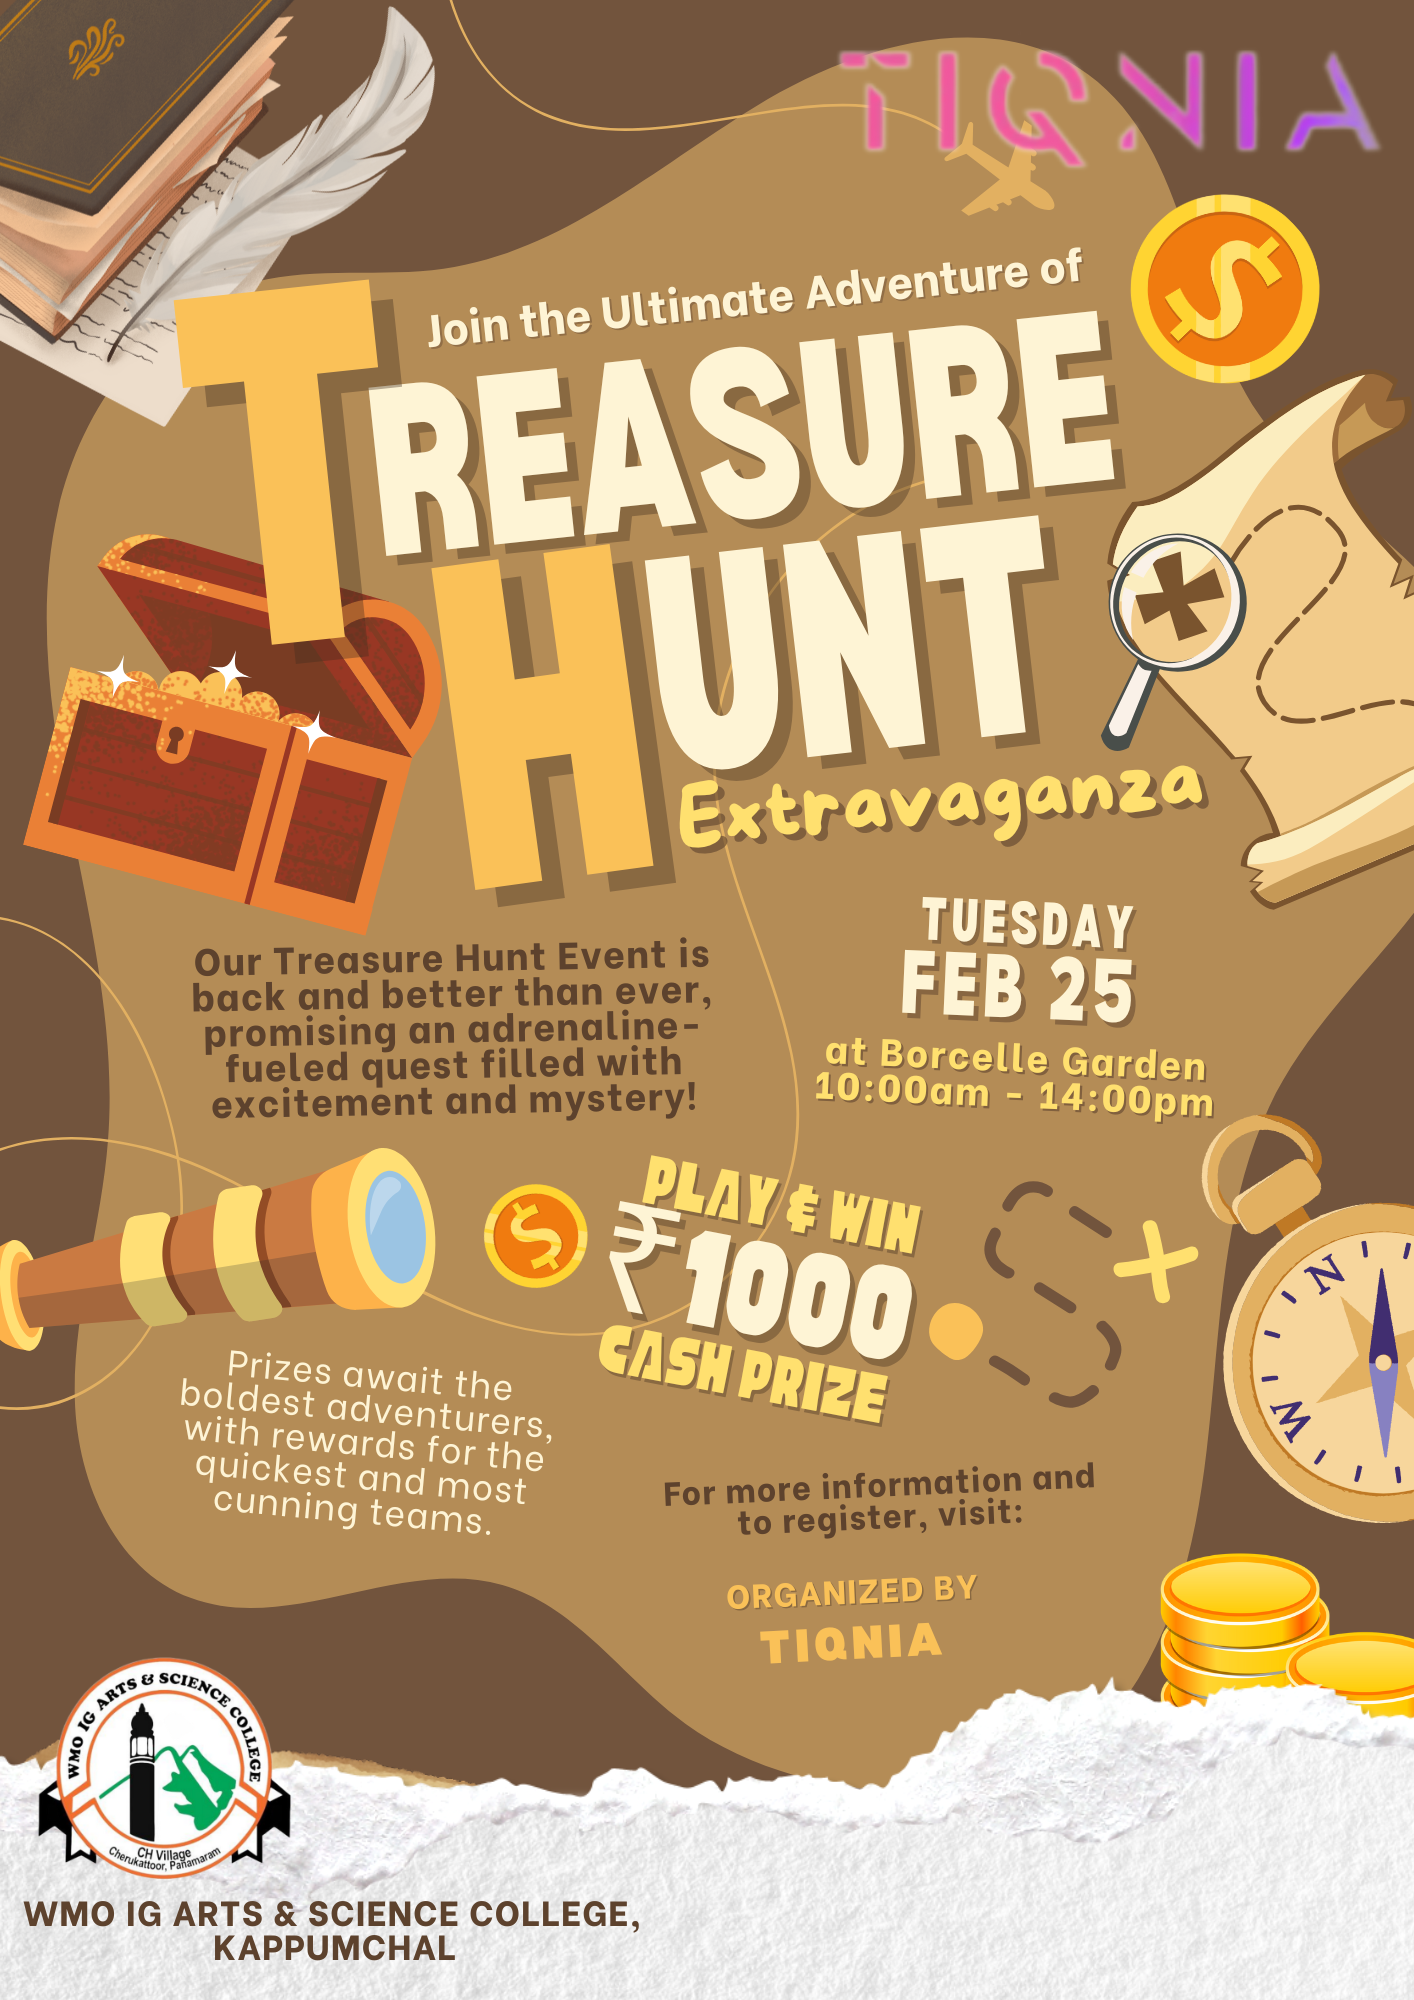 TIQNIA
Join the Ultimate Adventure of
TREASURE
HUNT
Extravaganza
Our Treasure Hunt Event is
back and better than ever,
promising an adrenaline-
fueled quest filled with
excitement and mystery!
TUESDAY
FEB 25
at Borcelle Garden
10:00am - 14:00pm
PLAY & WIN
₹1000
CASH PRIZE
N
W
Prizes await the
boldest adventurers,
with rewards for the
quickest and most
cunning teams.
For more information and
to register, visit:
ORGANIZED BY
TIQNIA
WMO IG ARTS & SCIENCE COLLEGE
CH Village
Cherukattoor, Panamaram
WMO IG ARTS & SCIENCE COLLEGE,
KAPPUMCHAL